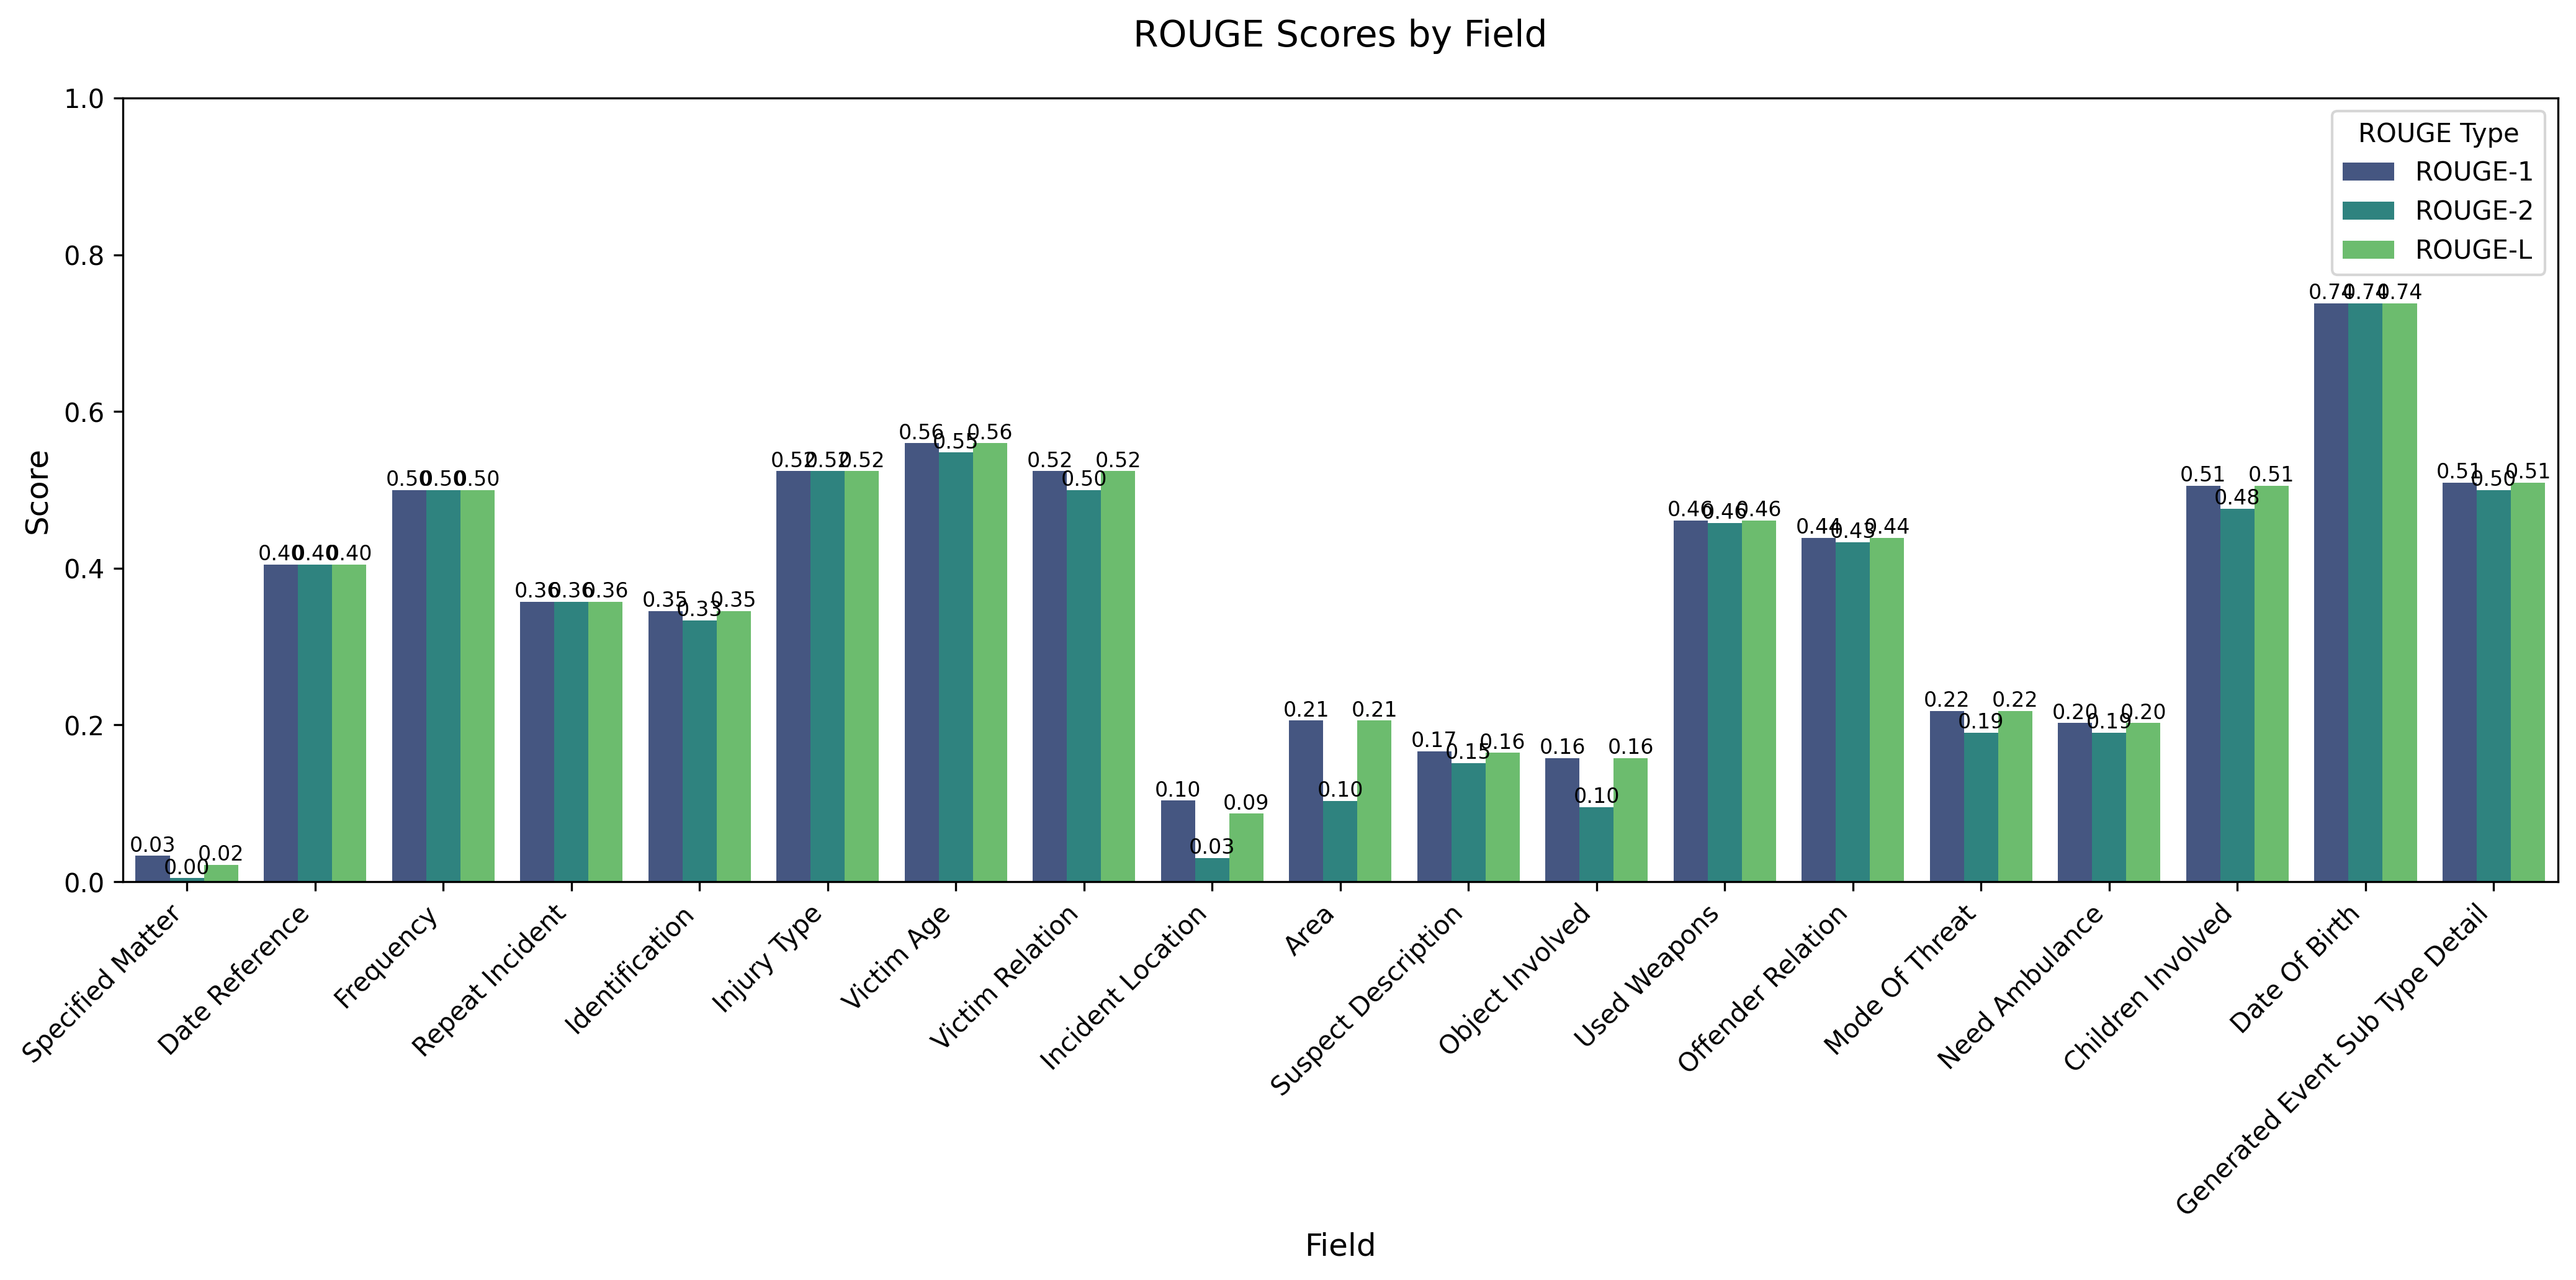 ROUGE Scores by Field
1.0
0.8
0.6
0.4
0.2
0.0
Score
ROUGE Type
ROUGE-1
ROUGE-2
ROUGE-L
0.03 0.00 0.02
0.40 0.40 0.40
0.50 0.50 0.50
0.36 0.36 0.36
0.35 0.33 0.35
0.52 0.52 0.52
0.56 0.55 0.56
0.52 0.50 0.52
0.10 0.03 0.09
0.21 0.10 0.21
0.17 0.15 0.16
0.16 0.10 0.16
0.46 0.46 0.46
0.44 0.43 0.44
0.22 0.19 0.22
0.20 0.19 0.20
0.51 0.48 0.51
0.74 0.74 0.74
0.51 0.50 0.51
Specified Matter
Date Reference
Frequency
Repeat Incident
Identification
Injury Type
Victim Age
Victim Relation
Incident Location
Area
Suspect Description
Object Involved
Used Weapons
Offender Relation
Mode Of Threat
Need Ambulance
Children Involved
Date Of Birth
Generated Event Sub Type Detail
Field